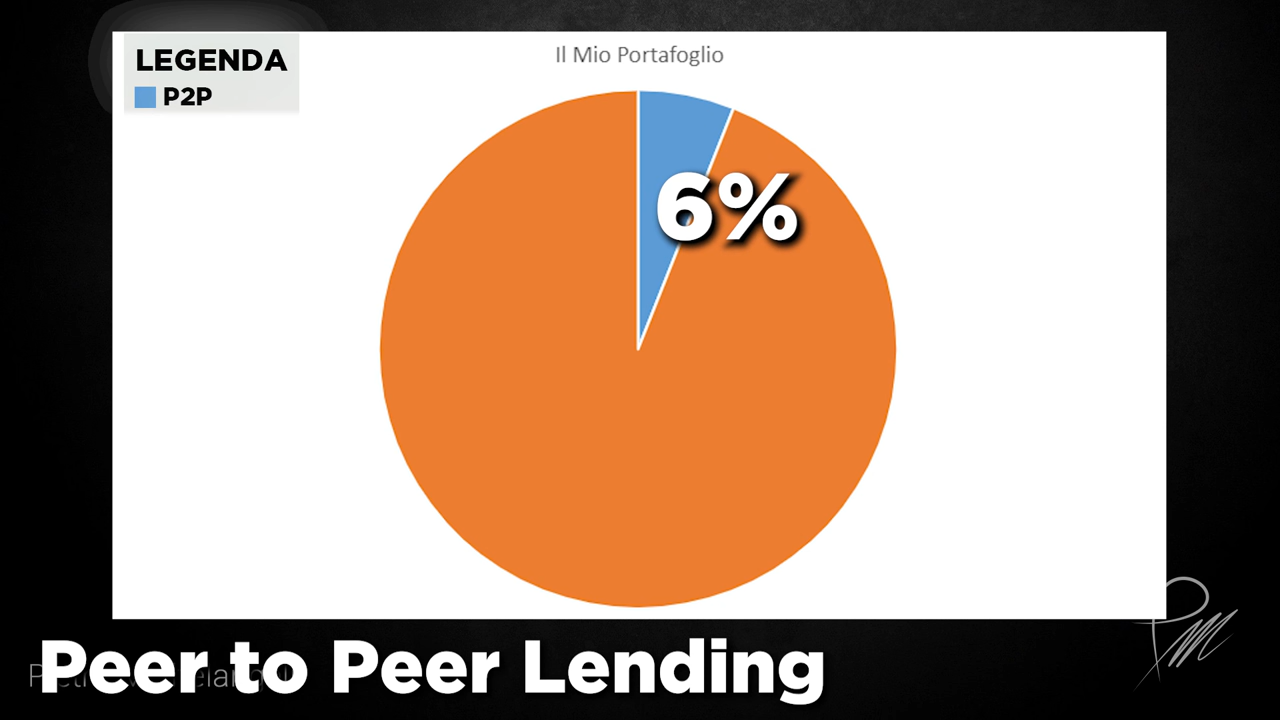 LEGENDA
P2P
Il Mio Portafoglio
6%
Peer to Peer Lending